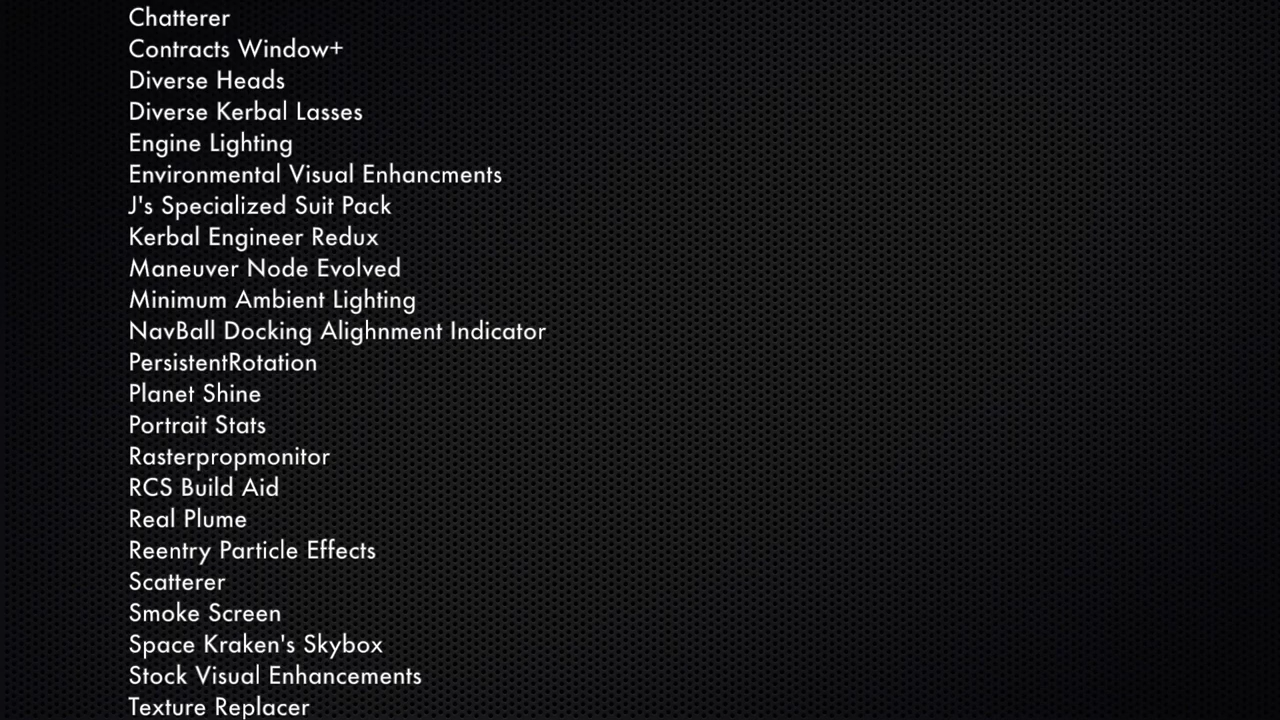 Chatterer
Contracts Window+
Diverse Heads
Diverse Kerbal Lasses
Engine Lighting
Environmental Visual Enhancments
J's Specialized Suit Pack
Kerbal Engineer Redux
Maneuver Node Evolved
Minimum Ambient Lighting
NavBall Docking Alighnment Indicator
PersistentRotation
Planet Shine
Portrait Stats
Rasterpropmonitor
RCS Build Aid
Real Plume
Reentry Particle Effects
Scatterer
Smoke Screen
Space Kraken's Skybox
Stock Visual Enhancements
Texture Replacer